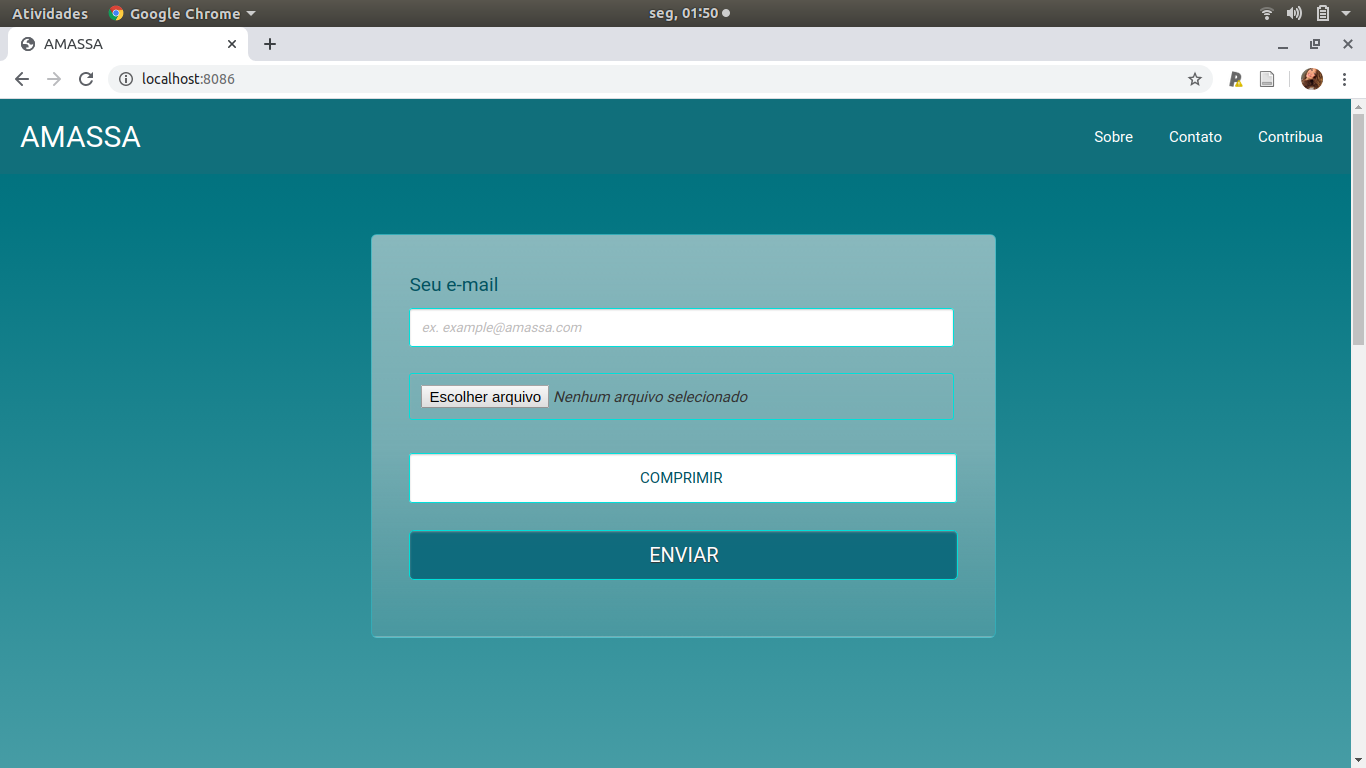 Atividades Google Chrome seg, 01:50
AMASSA
localhost:8086
AMASSA Sobre Contato Contribua
Seu e-mail
ex. example@amassa.com
Escolher arquivo Nenhum arquivo selecionado
COMPRIMIR
ENVIAR